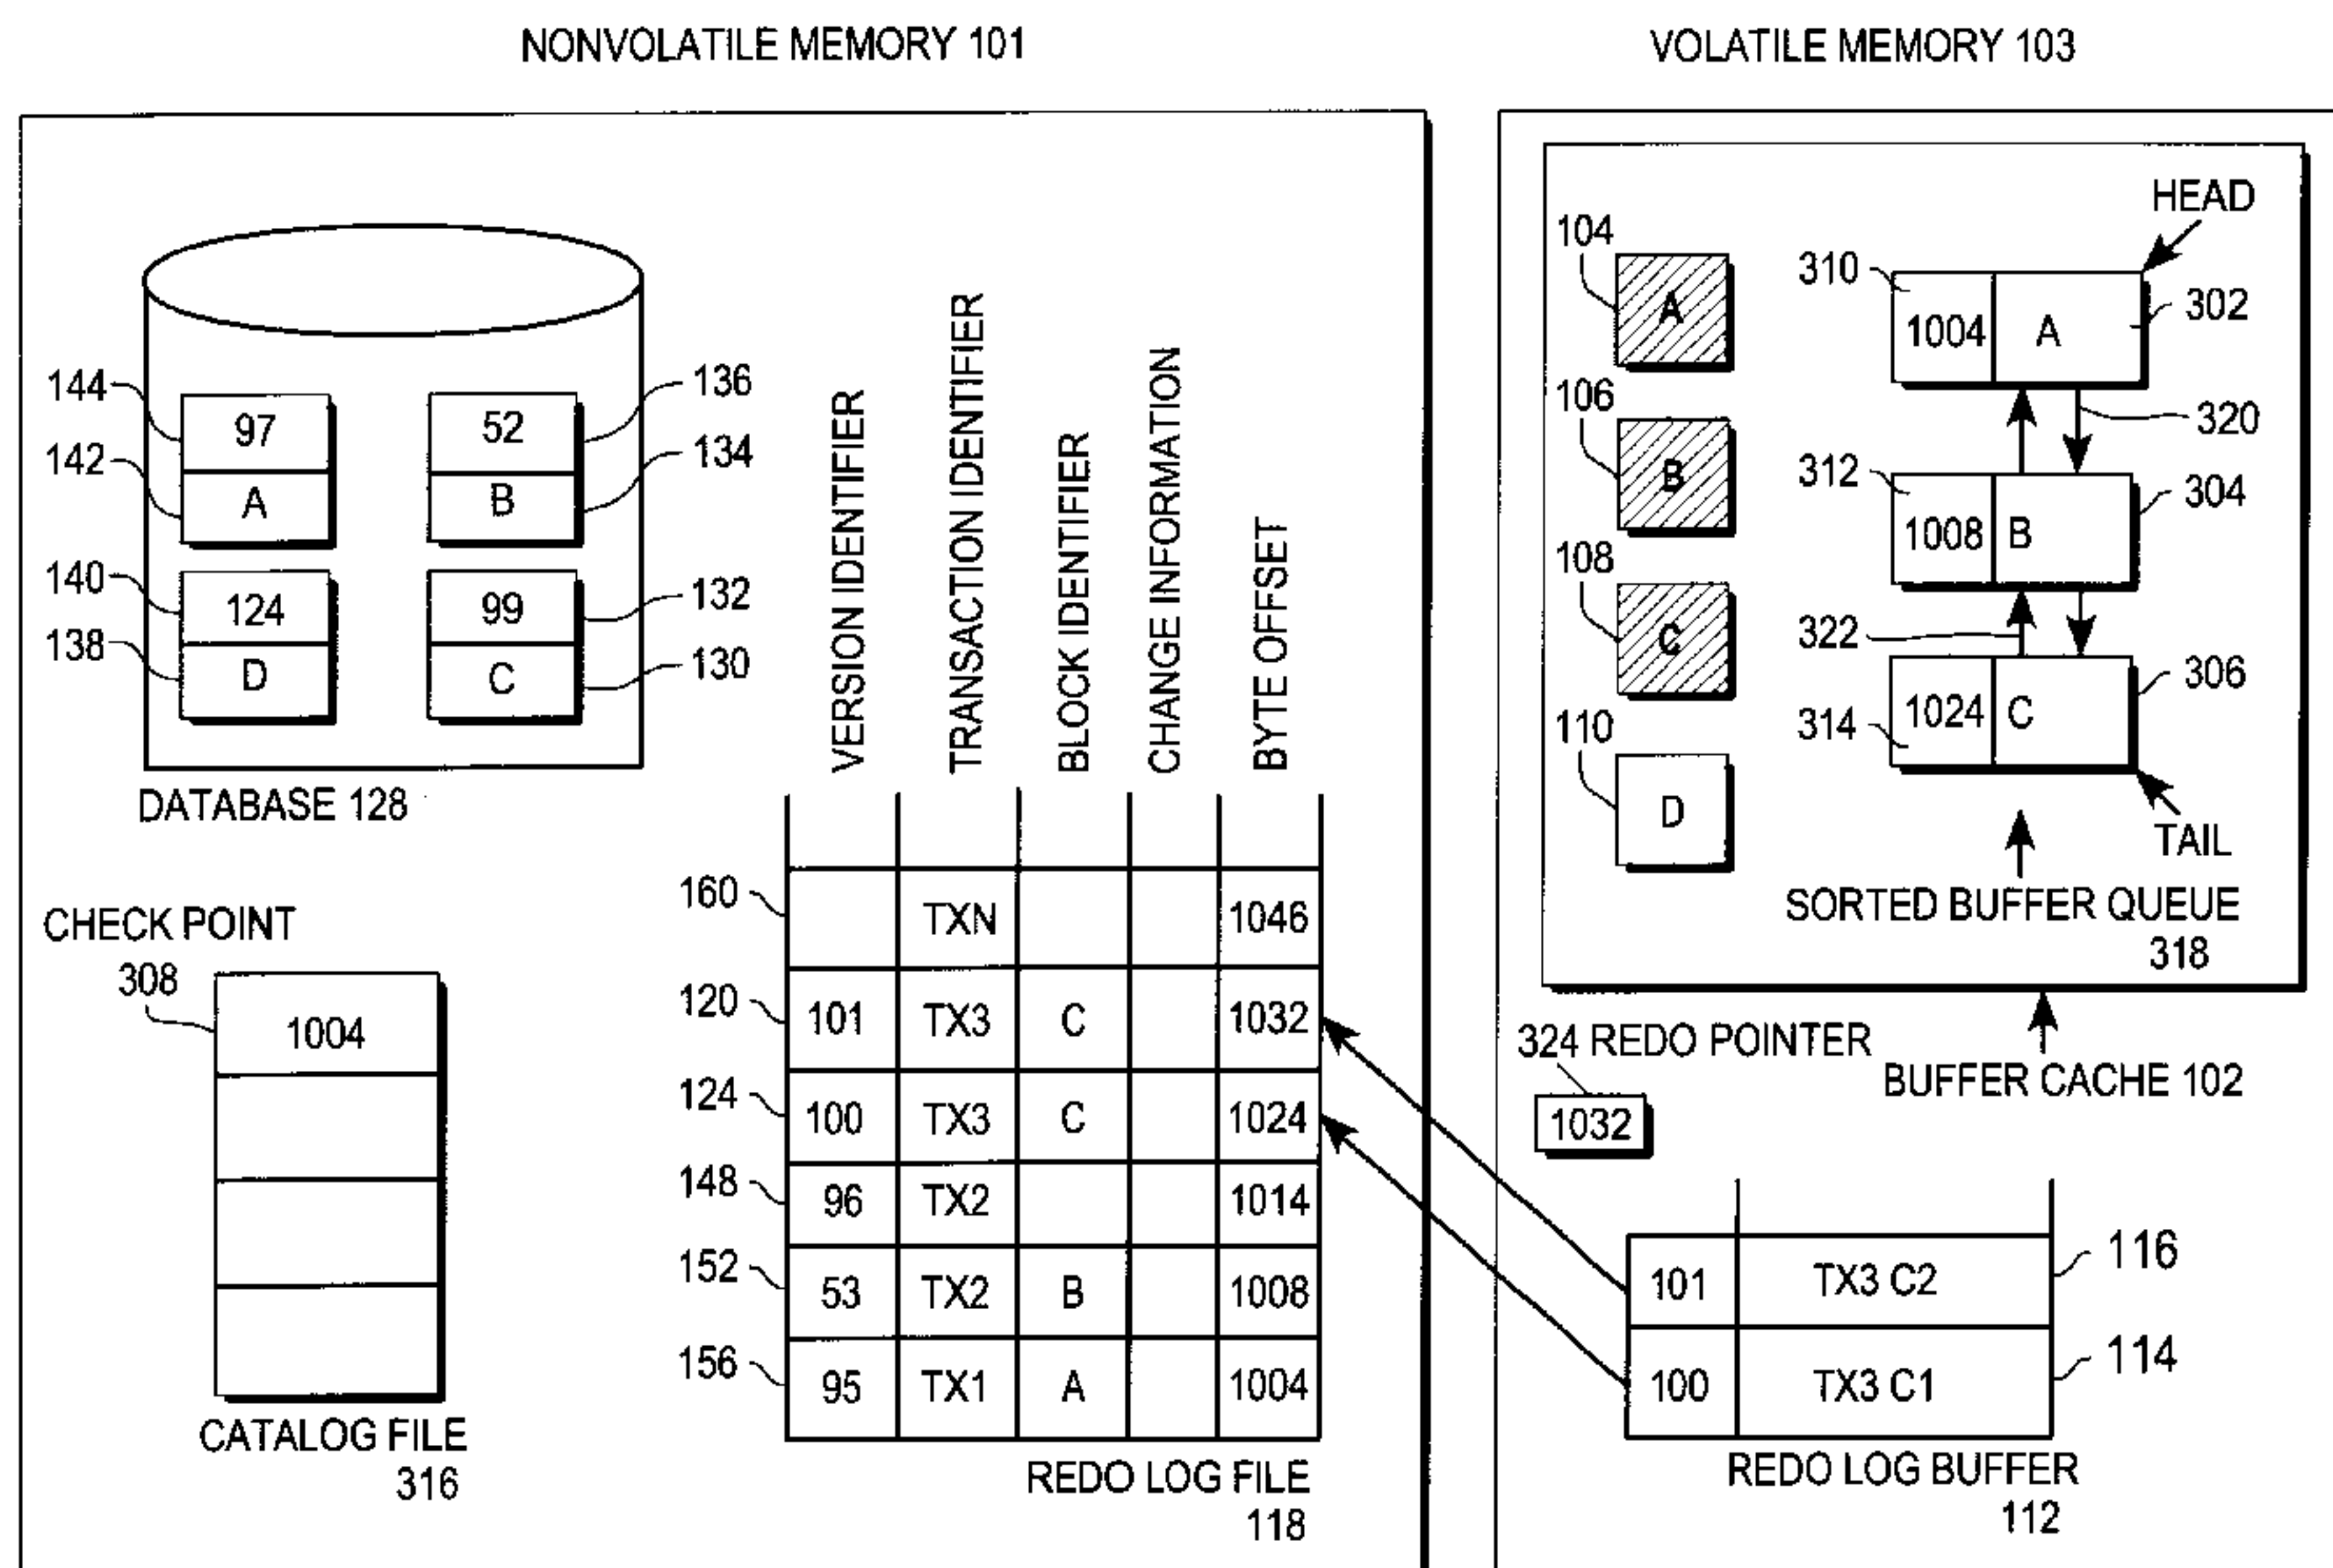 NONVOLATILE MEMORY 101
VOLATILE MEMORY 103
144
97
142
A
52
136
B
134
140
124
138
D
99
132
C
130
DATABASE 128
CHECK POINT
308
1004
CATALOG FILE
316
VERSION IDENTIFIER
TRANSACTION IDENTIFIER
BLOCK IDENTIFIER
CHANGE INFORMATION
BYTE OFFSET
160 TXN 1046
120 101 TX3 C 1032
124 100 TX3 C 1024
148 96 TX2 1014
152 53 TX2 B 1008
156 95 TX1 A 1004
REDO LOG FILE
118
104
A
106
B
108
C
110
D
HEAD
310
1004 A
302
320
312
1008 B
304
322
314
1024 C
306
TAIL
SORTED BUFFER QUEUE
318
324 REDO POINTER
1032
BUFFER CACHE 102
101 TX3 C2 116
100 TX3 C1 114
REDO LOG BUFFER
112